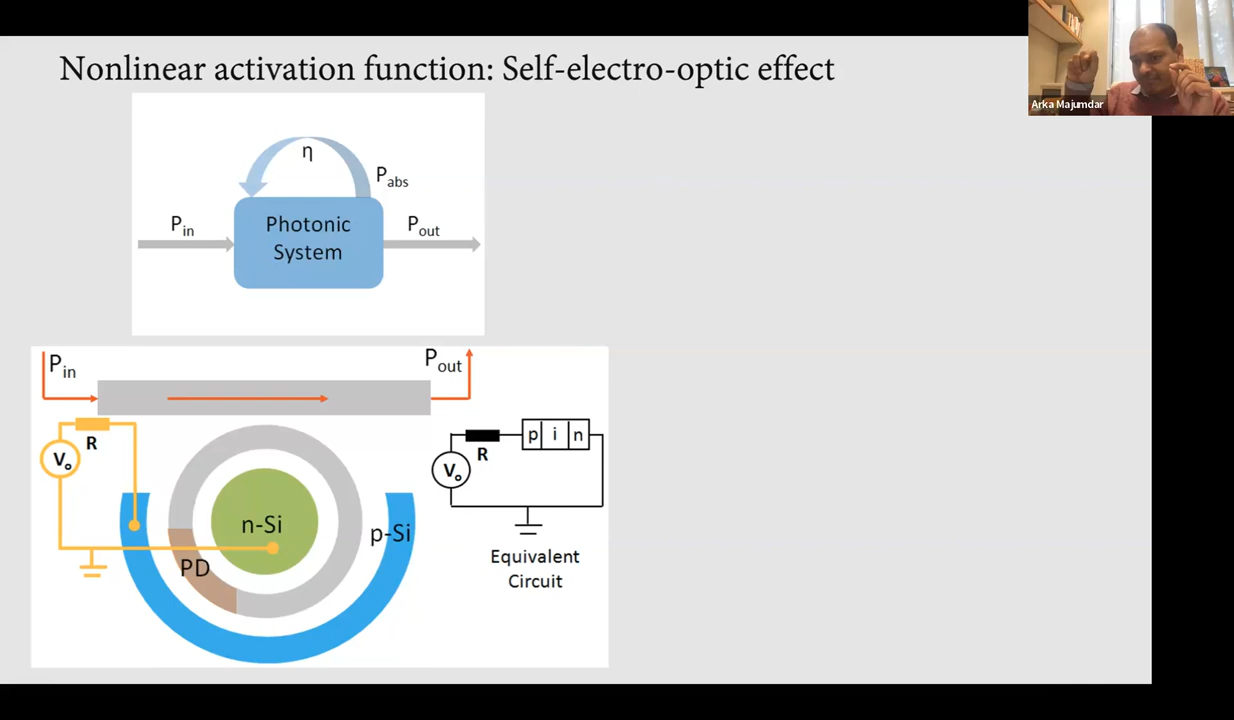 Nonlinear activation function: Self-electro-optic effect
Arka Majumdar
η
Pabs
Pin
Photonic
System
Pout
Pin
Pout
R
Vo
n-Si
p-Si
PD
R
p i n
Vo
Equivalent
Circuit